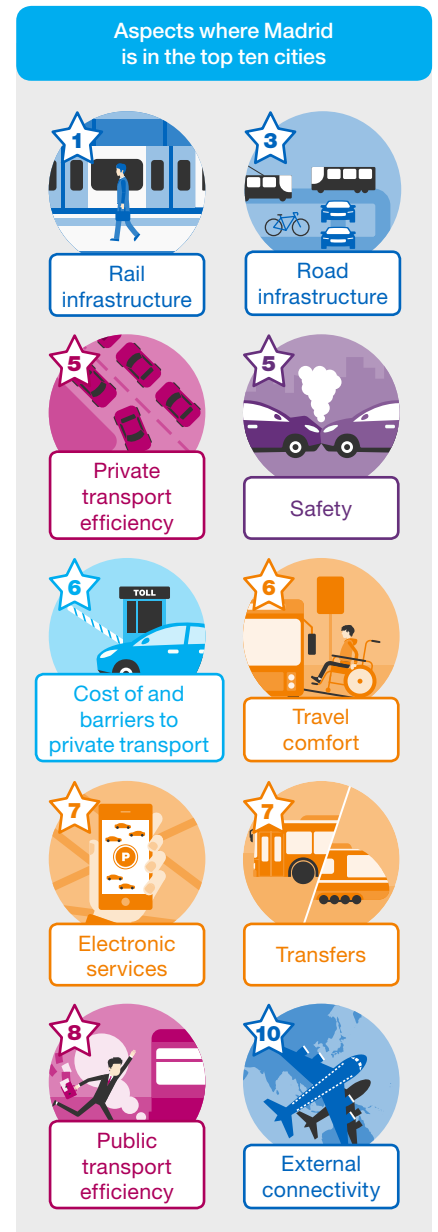 Aspects where Madrid
is in the top ten cities
1
Rail
infrastructure
3
Road
infrastructure
5
Private
transport
efficiency
5
Safety
6
TOLL
Cost of and
barriers to
private transport
6
Travel
comfort
7
P
Electronic
services
7
Transfers
8
Public
transport
efficiency
10
External
connectivity